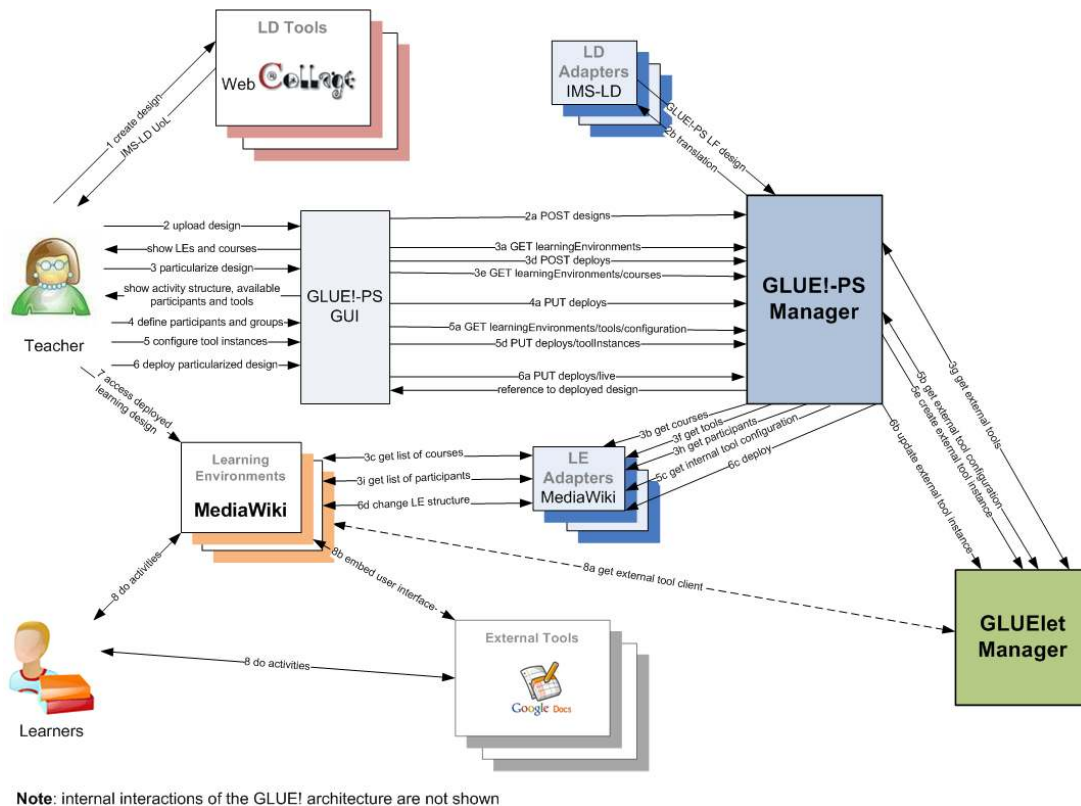 LD Tools
Web Collage
LD
Adapters
IMS-LD
1 create design
IMS-LD UoL
GLUE!-PS LF design
2b translation
2 upload design
show LEs and courses
3 particularize design
show activity structure, available
participants and tools
4 define participants and groups
5 configure tool instances
6 deploy particularized design
7 access deployed
learning design
Teacher
GLUE!-PS
GUI
2a POST designs
3a GET learningEnvironments
3d POST deploys
3e GET learningEnvironments/courses
4a PUT deploys
5a GET learningEnvironments/tools/configuration
5d PUT deploys/toolInstances
6a PUT deploys/live
reference to deployed design
GLUE!-PS
Manager
3g get external tools
5b get external tool configuration
5e create external tool instance
6b update external tool instance
3b get courses
3f get tools
3h get participants
5c get internal tool configuration
6c deploy
Learning
Environments
MediaWiki
3c get list of courses
3i get list of participants
6d change LE structure
LE
Adapters
MediaWiki
8 do activities
8b embed user interface
8a get external tool client
GLUElet
Manager
External Tools
Google Docs
8 do activities
Learners
Note: internal interactions of the GLUE! architecture are not shown